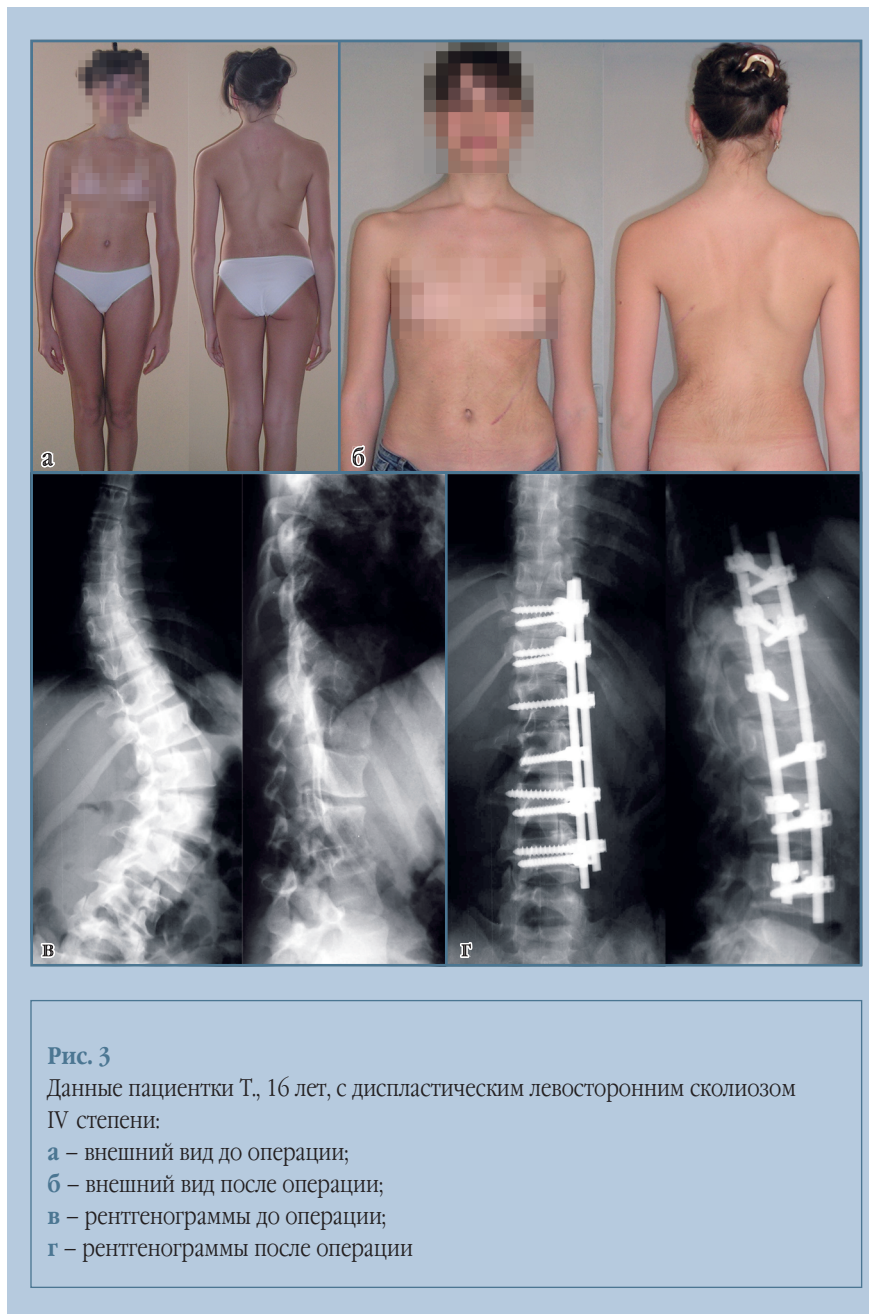 а
б
в
г
Рис. 3
Данные пациентки Т., 16 лет, с диспластическим левосторонним сколиозом
IV степени:
а – внешний вид до операции;
б – внешний вид после операции;
в – рентгенограммы до операции;
г – рентгенограммы после операции